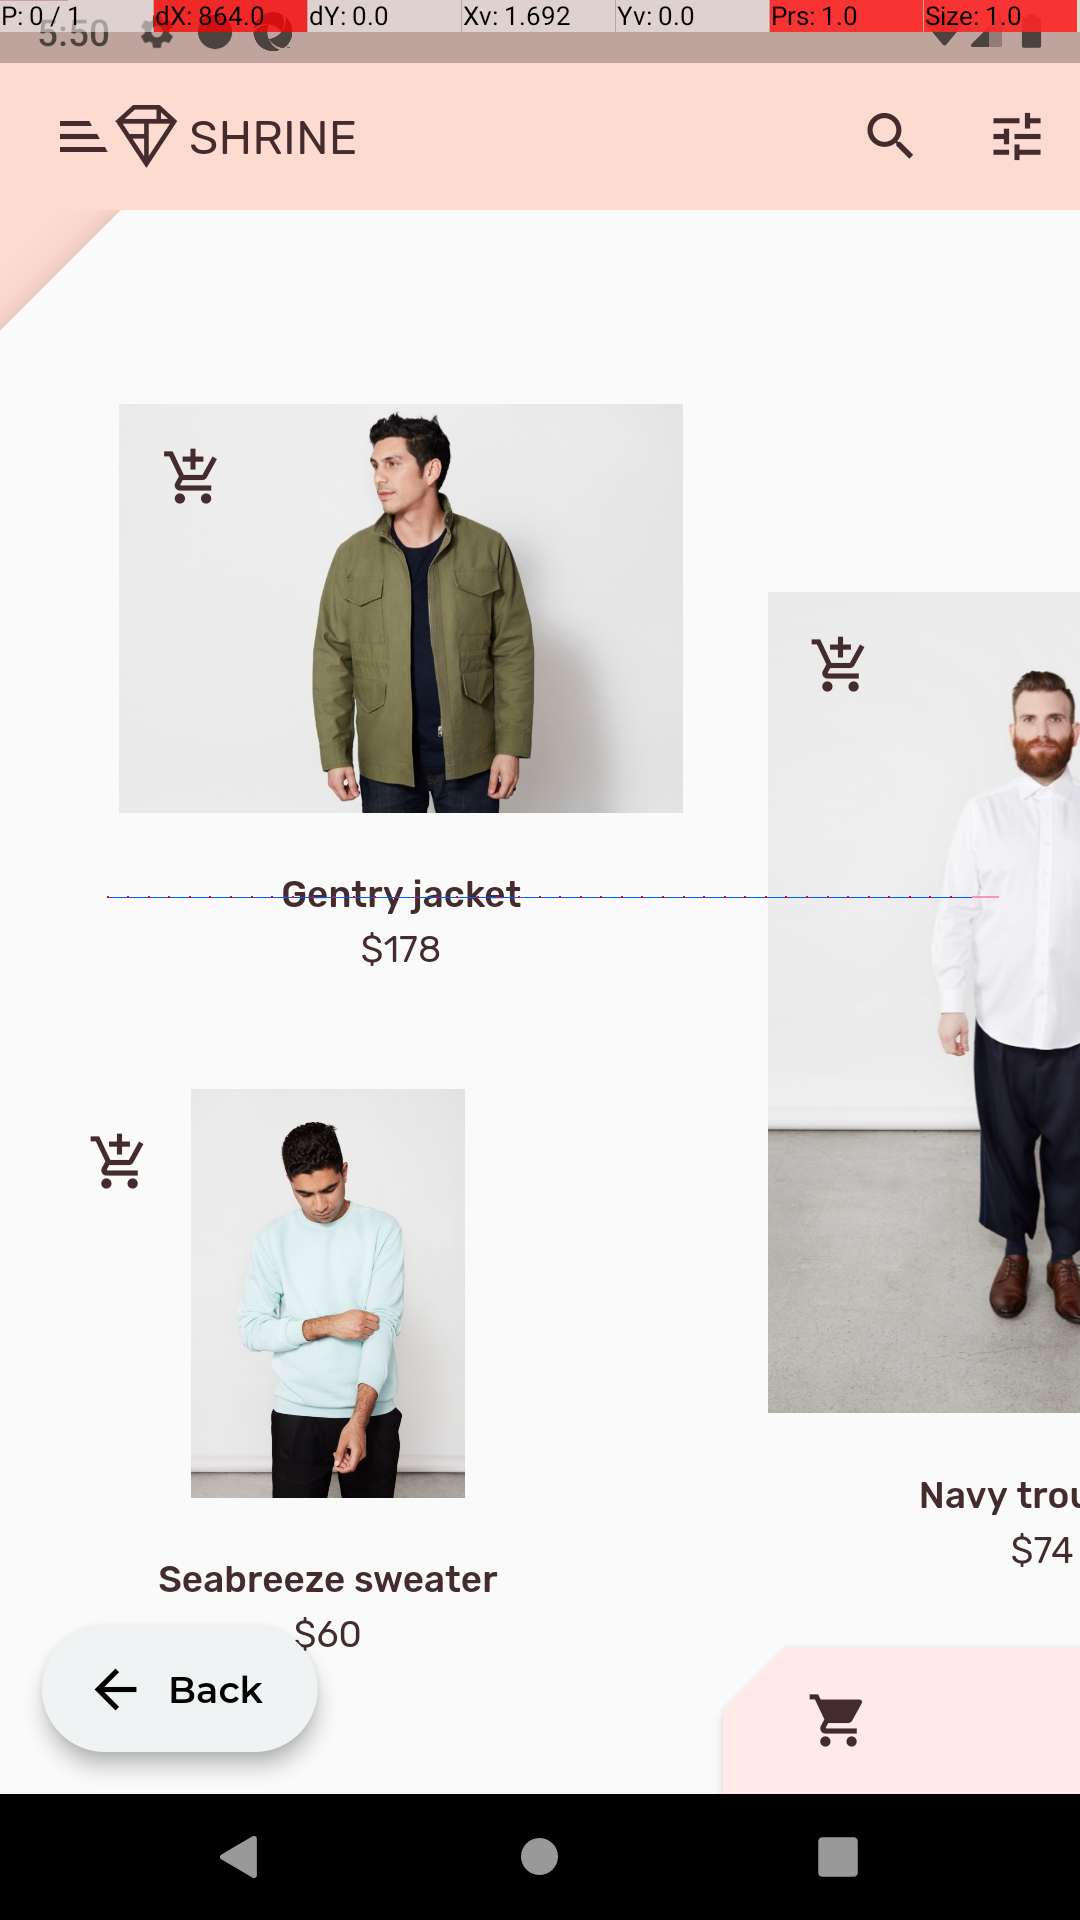 P: 0 / 1 dX: 864.0 dY: 0.0 Xv: 1.692 Yv: 0.0 Prs: 1.0 Size: 1.0
5:50
SHRINE
Gentry jacket
$178
Navy trou
$74
Seabreeze sweater
$60
Back